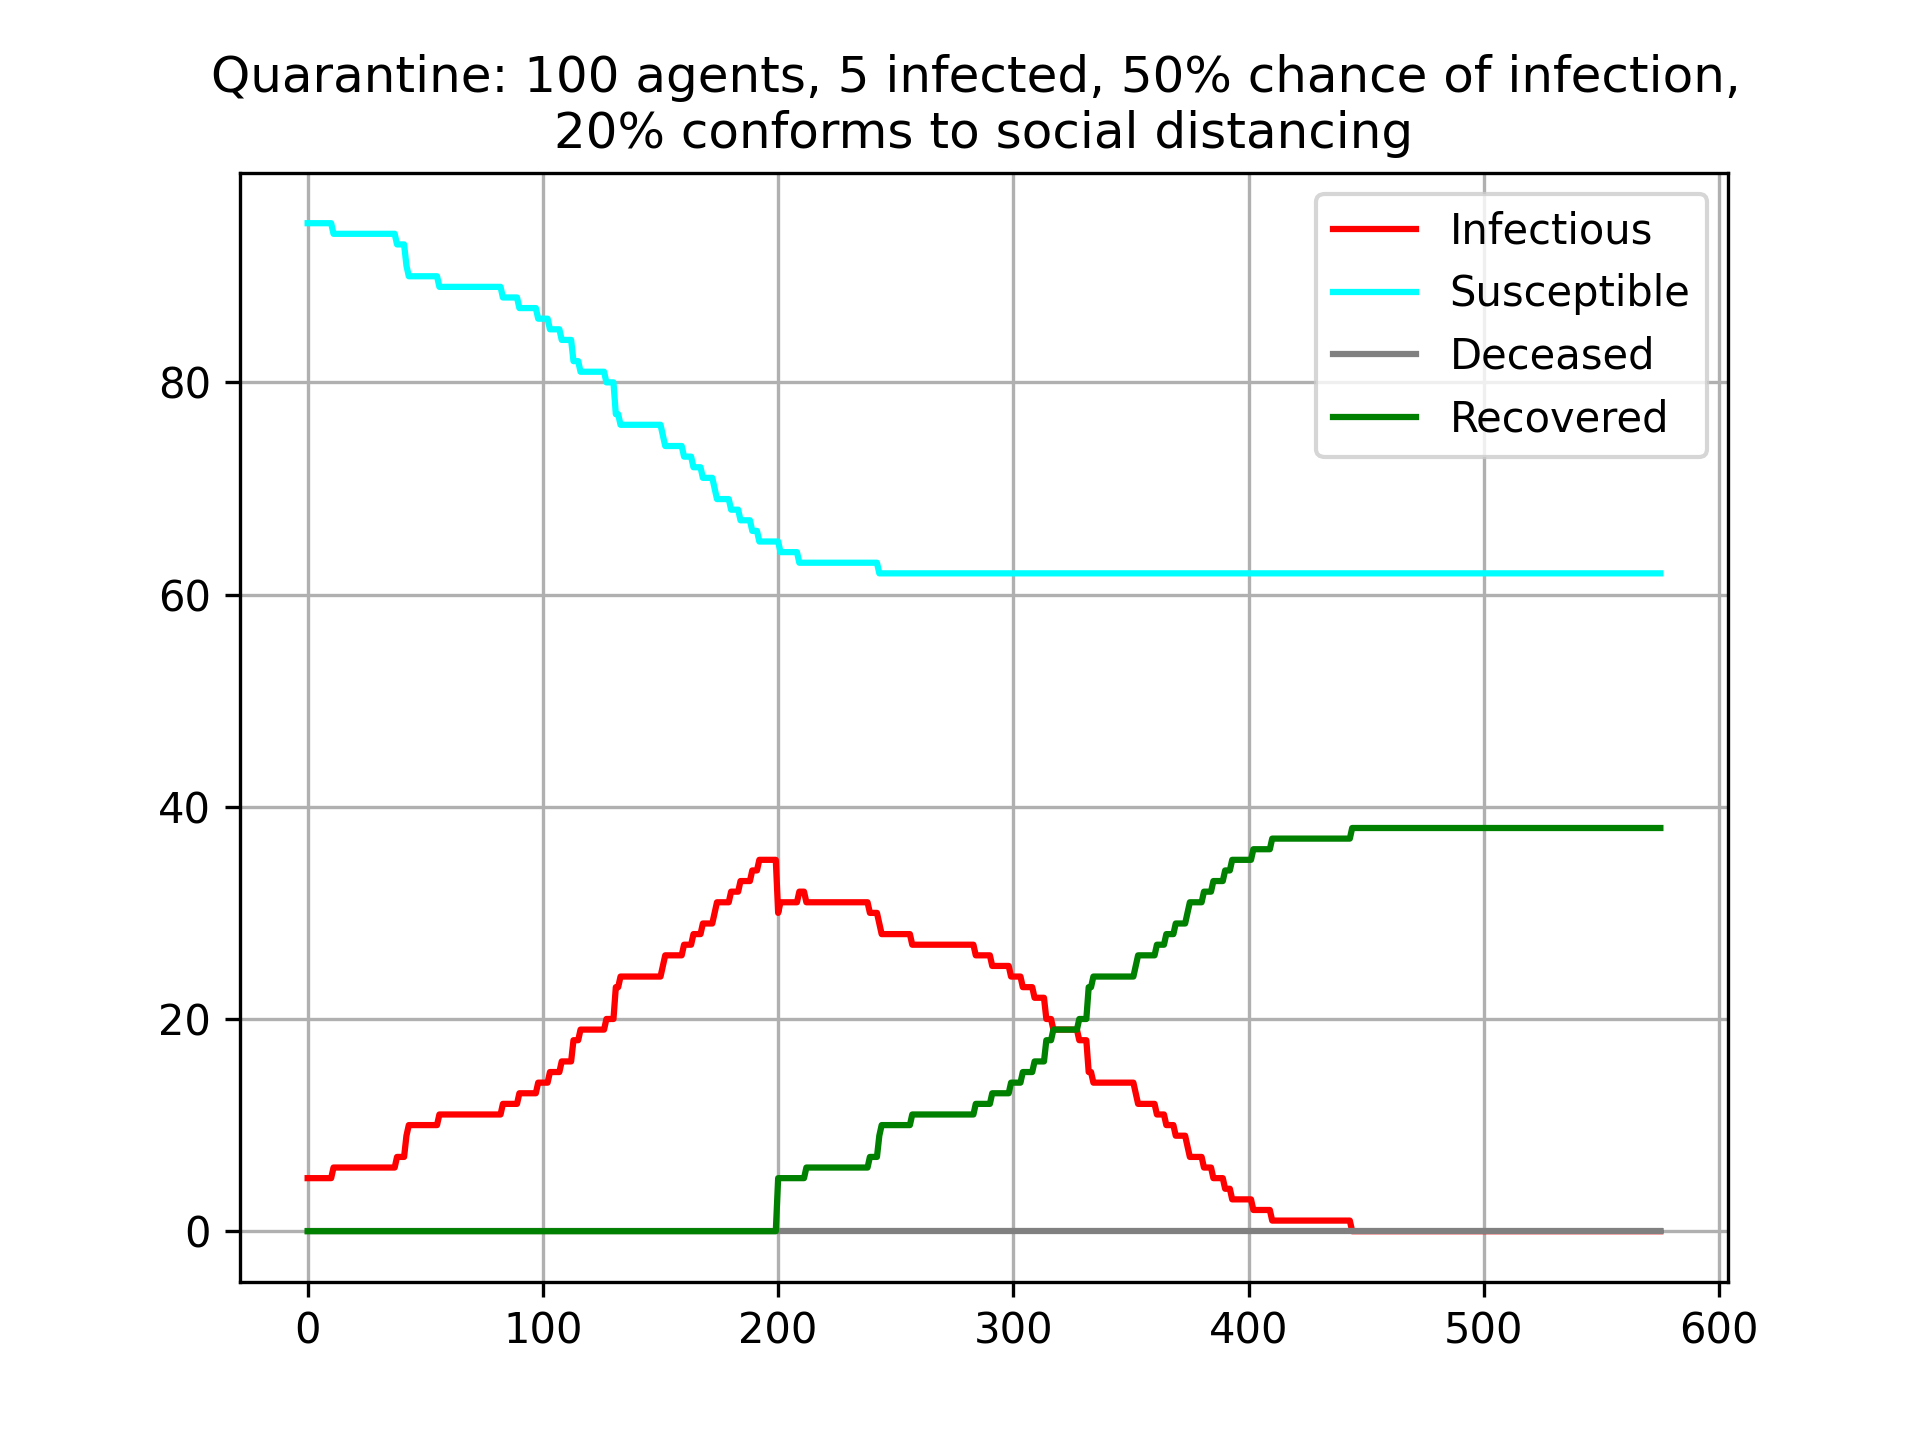 Quarantine: 100 agents, 5 infected, 50% chance of infection,
20% conforms to social distancing
Infectious
Susceptible
Deceased
Recovered
80
60
40
20
0
0 100 200 300 400 500 600